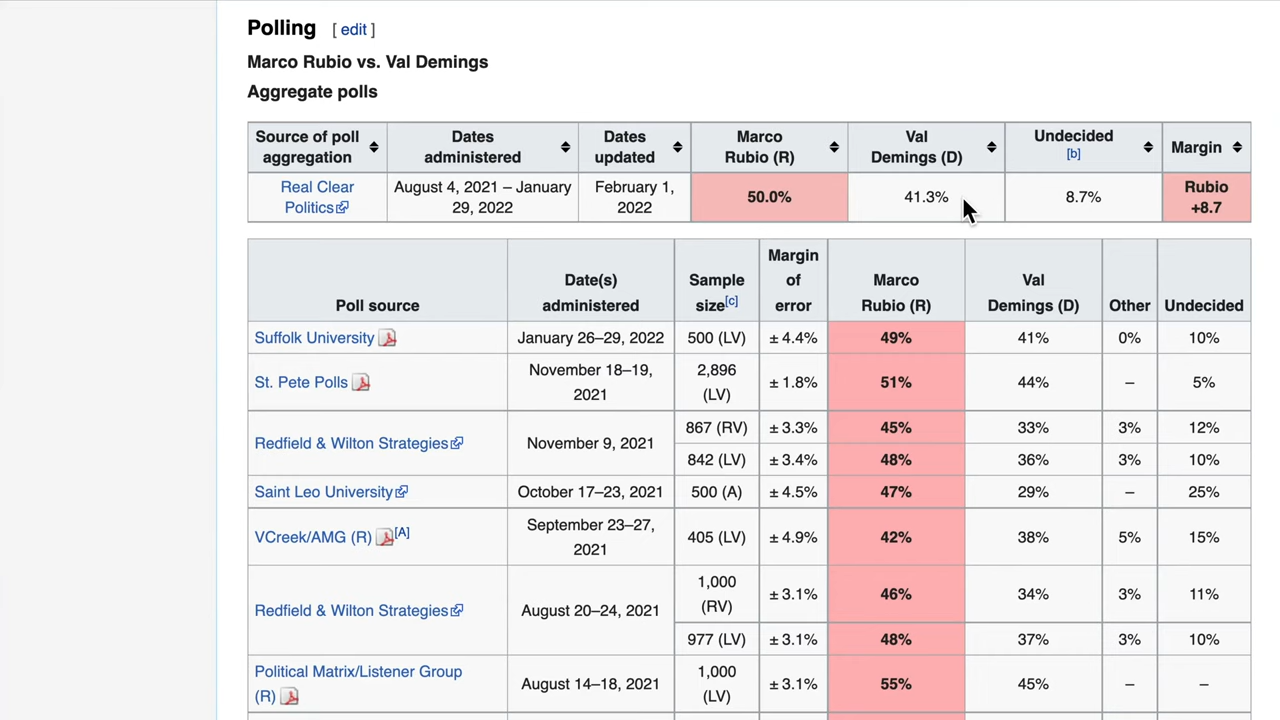 Polling [ edit ]
Marco Rubio vs. Val Demings
Aggregate polls
Source of poll aggregation Dates administered Dates updated Marco Rubio (R) Val Demings (D) Undecided [b] Margin
Real Clear Politics August 4, 2021 – January 29, 2022 February 1, 2022 50.0% 41.3% 8.7% Rubio +8.7
Poll source Date(s) administered Sample size[c] Margin of error Marco Rubio (R) Val Demings (D) Other Undecided
Suffolk University January 26–29, 2022 500 (LV) ± 4.4% 49% 41% 0% 10%
St. Pete Polls November 18–19, 2021 2,896 (LV) ± 1.8% 51% 44% – 5%
Redfield & Wilton Strategies November 9, 2021 867 (RV) ± 3.3% 45% 33% 3% 12%
842 (LV) ± 3.4% 48% 36% 3% 10%
Saint Leo University October 17–23, 2021 500 (A) ± 4.5% 47% 29% – 25%
VCreek/AMG (R) [A] September 23–27, 2021 405 (LV) ± 4.9% 42% 38% 5% 15%
Redfield & Wilton Strategies August 20–24, 2021 1,000 (RV) ± 3.1% 46% 34% 3% 11%
977 (LV) ± 3.1% 48% 37% 3% 10%
Political Matrix/Listener Group (R) August 14–18, 2021 1,000 (LV) ± 3.1% 55% 45% – –